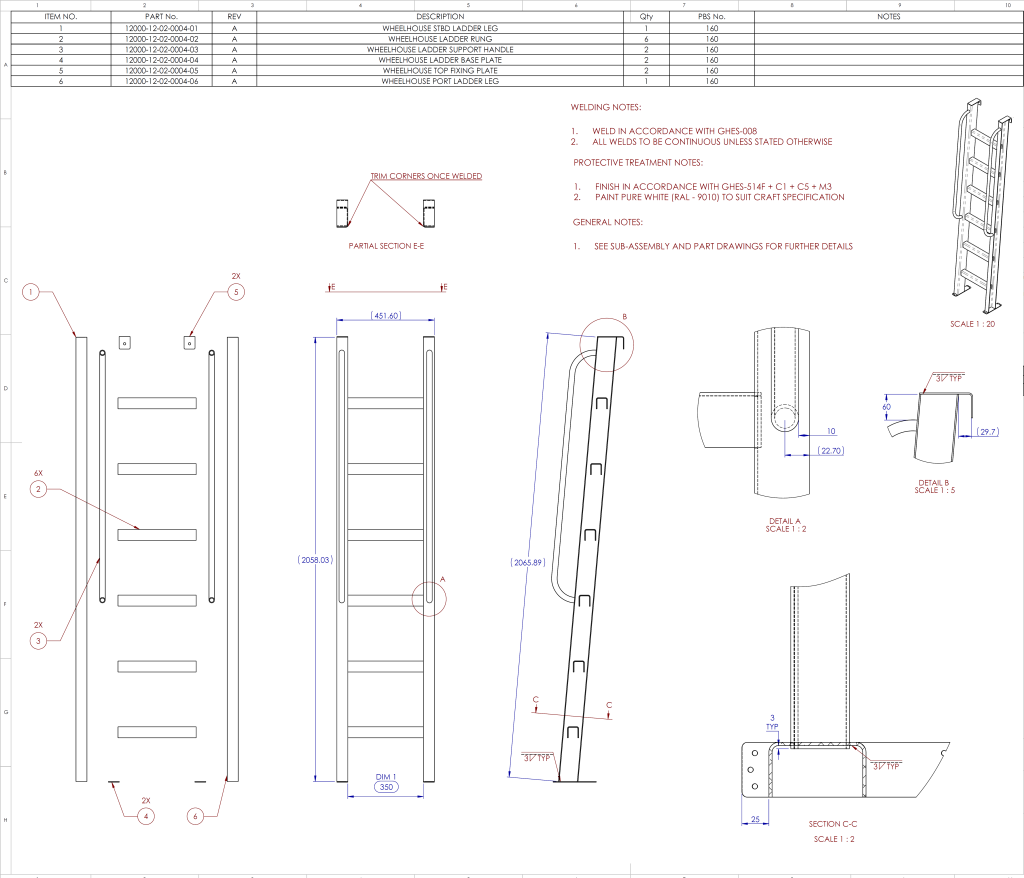 1 2 3 4 5 6 7 8 9 10
ITEM NO. PART No. REV DESCRIPTION Qty PBS No. NOTES
1 12000-12-02-0004-01 A WHEELHOUSE STBD LADDER LEG 1 160
2 12000-12-02-0004-02 A WHEELHOUSE LADDER RUNG 6 160
3 12000-12-02-0004-03 A WHEELHOUSE LADDER SUPPORT HANDLE 2 160
4 12000-12-02-0004-04 A WHEELHOUSE LADDER BASE PLATE 2 160
5 12000-12-02-0004-05 A WHEELHOUSE TOP FIXING PLATE 2 160
6 12000-12-02-0004-06 A WHEELHOUSE PORT LADDER LEG 1 160
A
B
C
D
E
F
G
H
WELDING NOTES:
1. WELD IN ACCORDANCE WITH GHES-008
2. ALL WELDS TO BE CONTINUOUS UNLESS STATED OTHERWISE
PROTECTIVE TREATMENT NOTES:
1. FINISH IN ACCORDANCE WITH GHES-514F + C1 + C5 + M3
2. PAINT PURE WHITE (RAL - 9010) TO SUIT CRAFT SPECIFICATION
GENERAL NOTES:
1. SEE SUB-ASSEMBLY AND PART DRAWINGS FOR FURTHER DETAILS
TRIM CORNERS ONCE WELDED
PARTIAL SECTION E-E
SCALE 1 : 20
1
2X
5
E E
(451.60)
B
6X
2
2X
3
(2058.03)
A
(2065.89)
C C
3 TYP
DIM 1
350
2X
4
6
10
(22.70)
DETAIL A
SCALE 1 : 2
3 TYP
60
(29.7)
DETAIL B
SCALE 1 : 5
3
TYP
3 TYP
25
SECTION C-C
SCALE 1 : 2